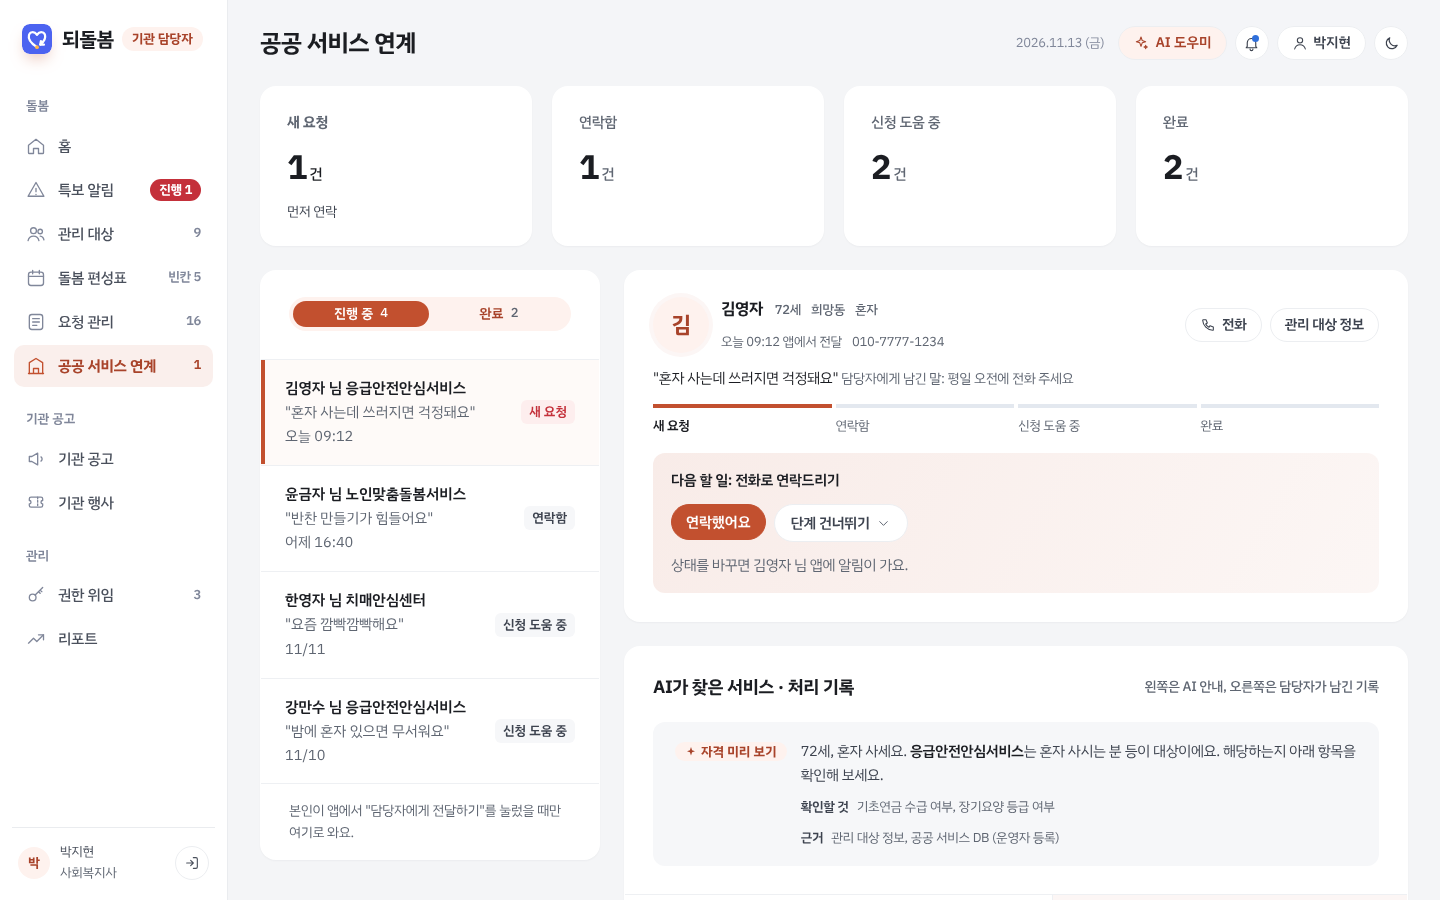 되돌봄 기관 담당자
돌봄
홈
특보 알림 진행 1
관리 대상 9
돌봄 편성표 빈칸 5
요청 관리 16
공공 서비스 연계 1
기관 공고
기관 공고
기관 행사
관리
권한 위임 3
리포트
박 박지현
사회복지사
공공 서비스 연계
2026.11.13 (금) AI 도우미 박지현
새 요청
1건
먼저 연락
연락함
1건
신청 도움 중
2건
완료
2건
진행 중 4 완료 2
김영자 님 응급안전안심서비스
"혼자 사는데 쓰러지면 걱정돼요"
오늘 09:12
새 요청
윤금자 님 노인맞춤돌봄서비스
"반찬 만들기가 힘들어요"
어제 16:40
연락함
한영자 님 치매안심센터
"요즘 깜빡깜빡해요"
11/11
신청 도움 중
강만수 님 응급안전안심서비스
"밤에 혼자 있으면 무서워요"
11/10
신청 도움 중
본인이 앱에서 "담당자에게 전달하기"를 눌렀을 때만
여기로 와요.
김 김영자 72세 희망동 혼자
오늘 09:12 앱에서 전달 010-7777-1234
전화 관리 대상 정보
"혼자 사는데 쓰러지면 걱정돼요" 담당자에게 남긴 말: 평일 오전에 전화 주세요
새 요청 연락함 신청 도움 중 완료
다음 할 일: 전화로 연락드리기
연락했어요 단계 건너뛰기
상태를 바꾸면 김영자 님 앱에 알림이 가요.
AI가 찾은 서비스 · 처리 기록 왼쪽은 AI 안내, 오른쪽은 담당자가 남긴 기록
자격 미리 보기 72세, 혼자 사세요. 응급안전안심서비스는 혼자 사시는 분 등이 대상이에요. 해당하는지 아래 항목을
확인해 보세요.
확인할 것 기초연금 수급 여부, 장기요양 등급 여부
근거 관리 대상 정보, 공공 서비스 DB (운영자 등록)